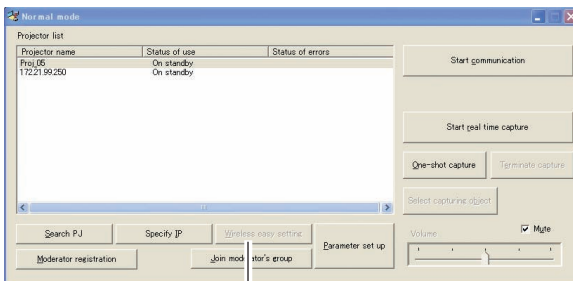 Normal mode
Projector list
Projector name Status of use Status of errors
Proj_05 On standby
172.21.99.250 On standby
Start communication
Start real time capture
One-shot capture Terminate capture
Select capturing object
Search PJ Specify IP Wireless easy setting Parameter set up
Volume Mute
Moderator registration Join moderator's group